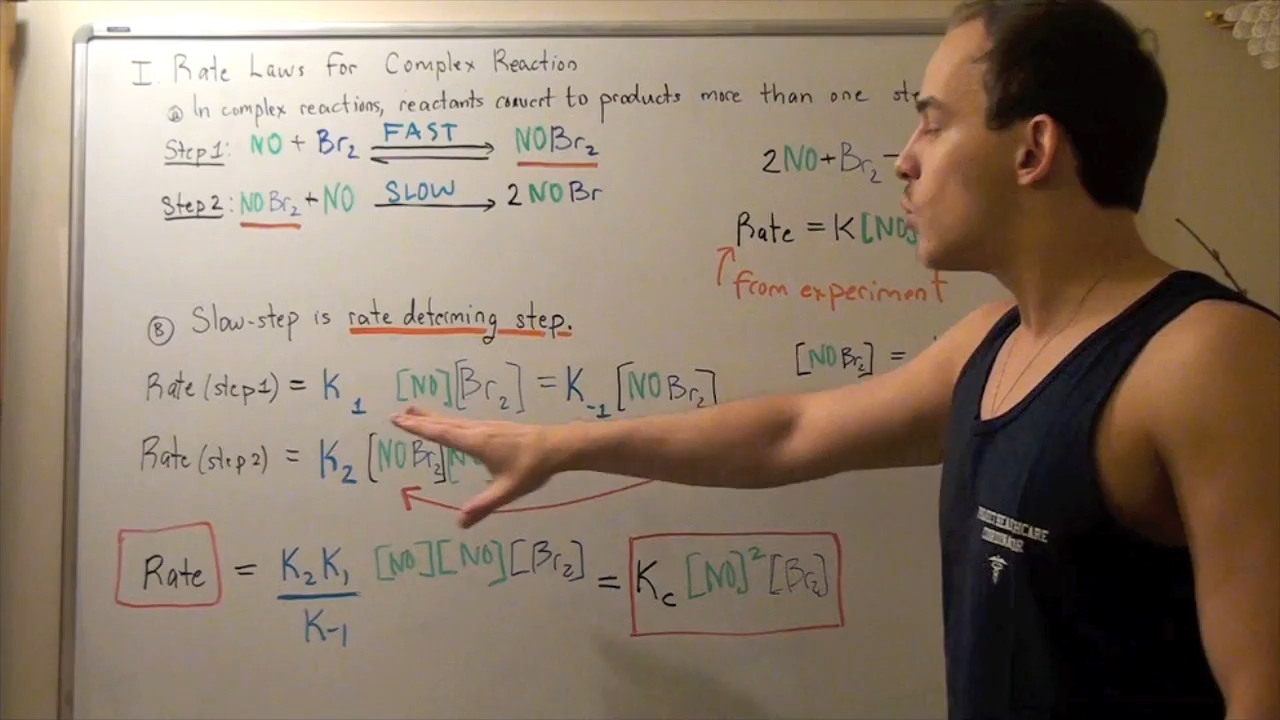 I. Rate Laws for Complex Reaction
Ⓐ In complex reactions, reactants convert to products more than one ste
Step 1: NO + Br₂ FAST NOBr₂
Step 2: NOBr₂ + NO SLOW 2 NOBr
2NO + Br₂
Rate = K [NO]
from experiment
Ⓑ Slow-step is rate determing step.
Rate (step 1) = K₁ [NO][Br₂] = K₋₁ [NOBr₂]
[NOBr₂] =
Rate (step 2) = K₂ [NOBr₂]
Rate = K₂K₁ / K-1 [NO][NO][Br₂] = Kc [NO]² [Br₂]